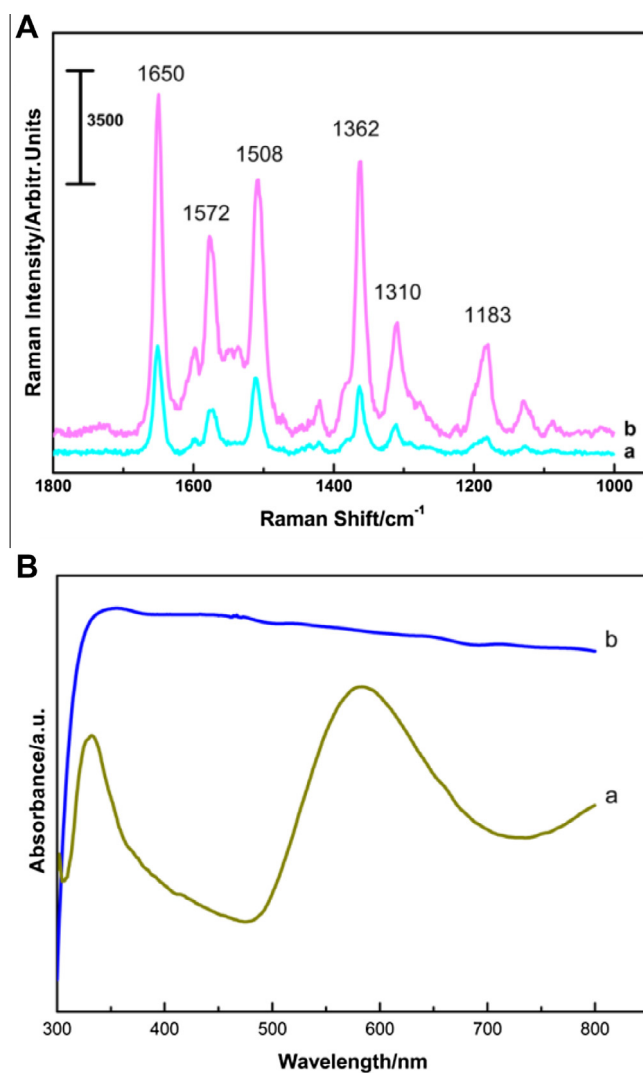 A
1650
3500
1508
1362
1572
1310
1183
Raman Intensity/Arbitr.Units
b
a
1800
1600
1400
1200
1000
Raman Shift/cm⁻¹
B
b
a
Absorbance/a.u.
300
400
500
600
700
800
Wavelength/nm